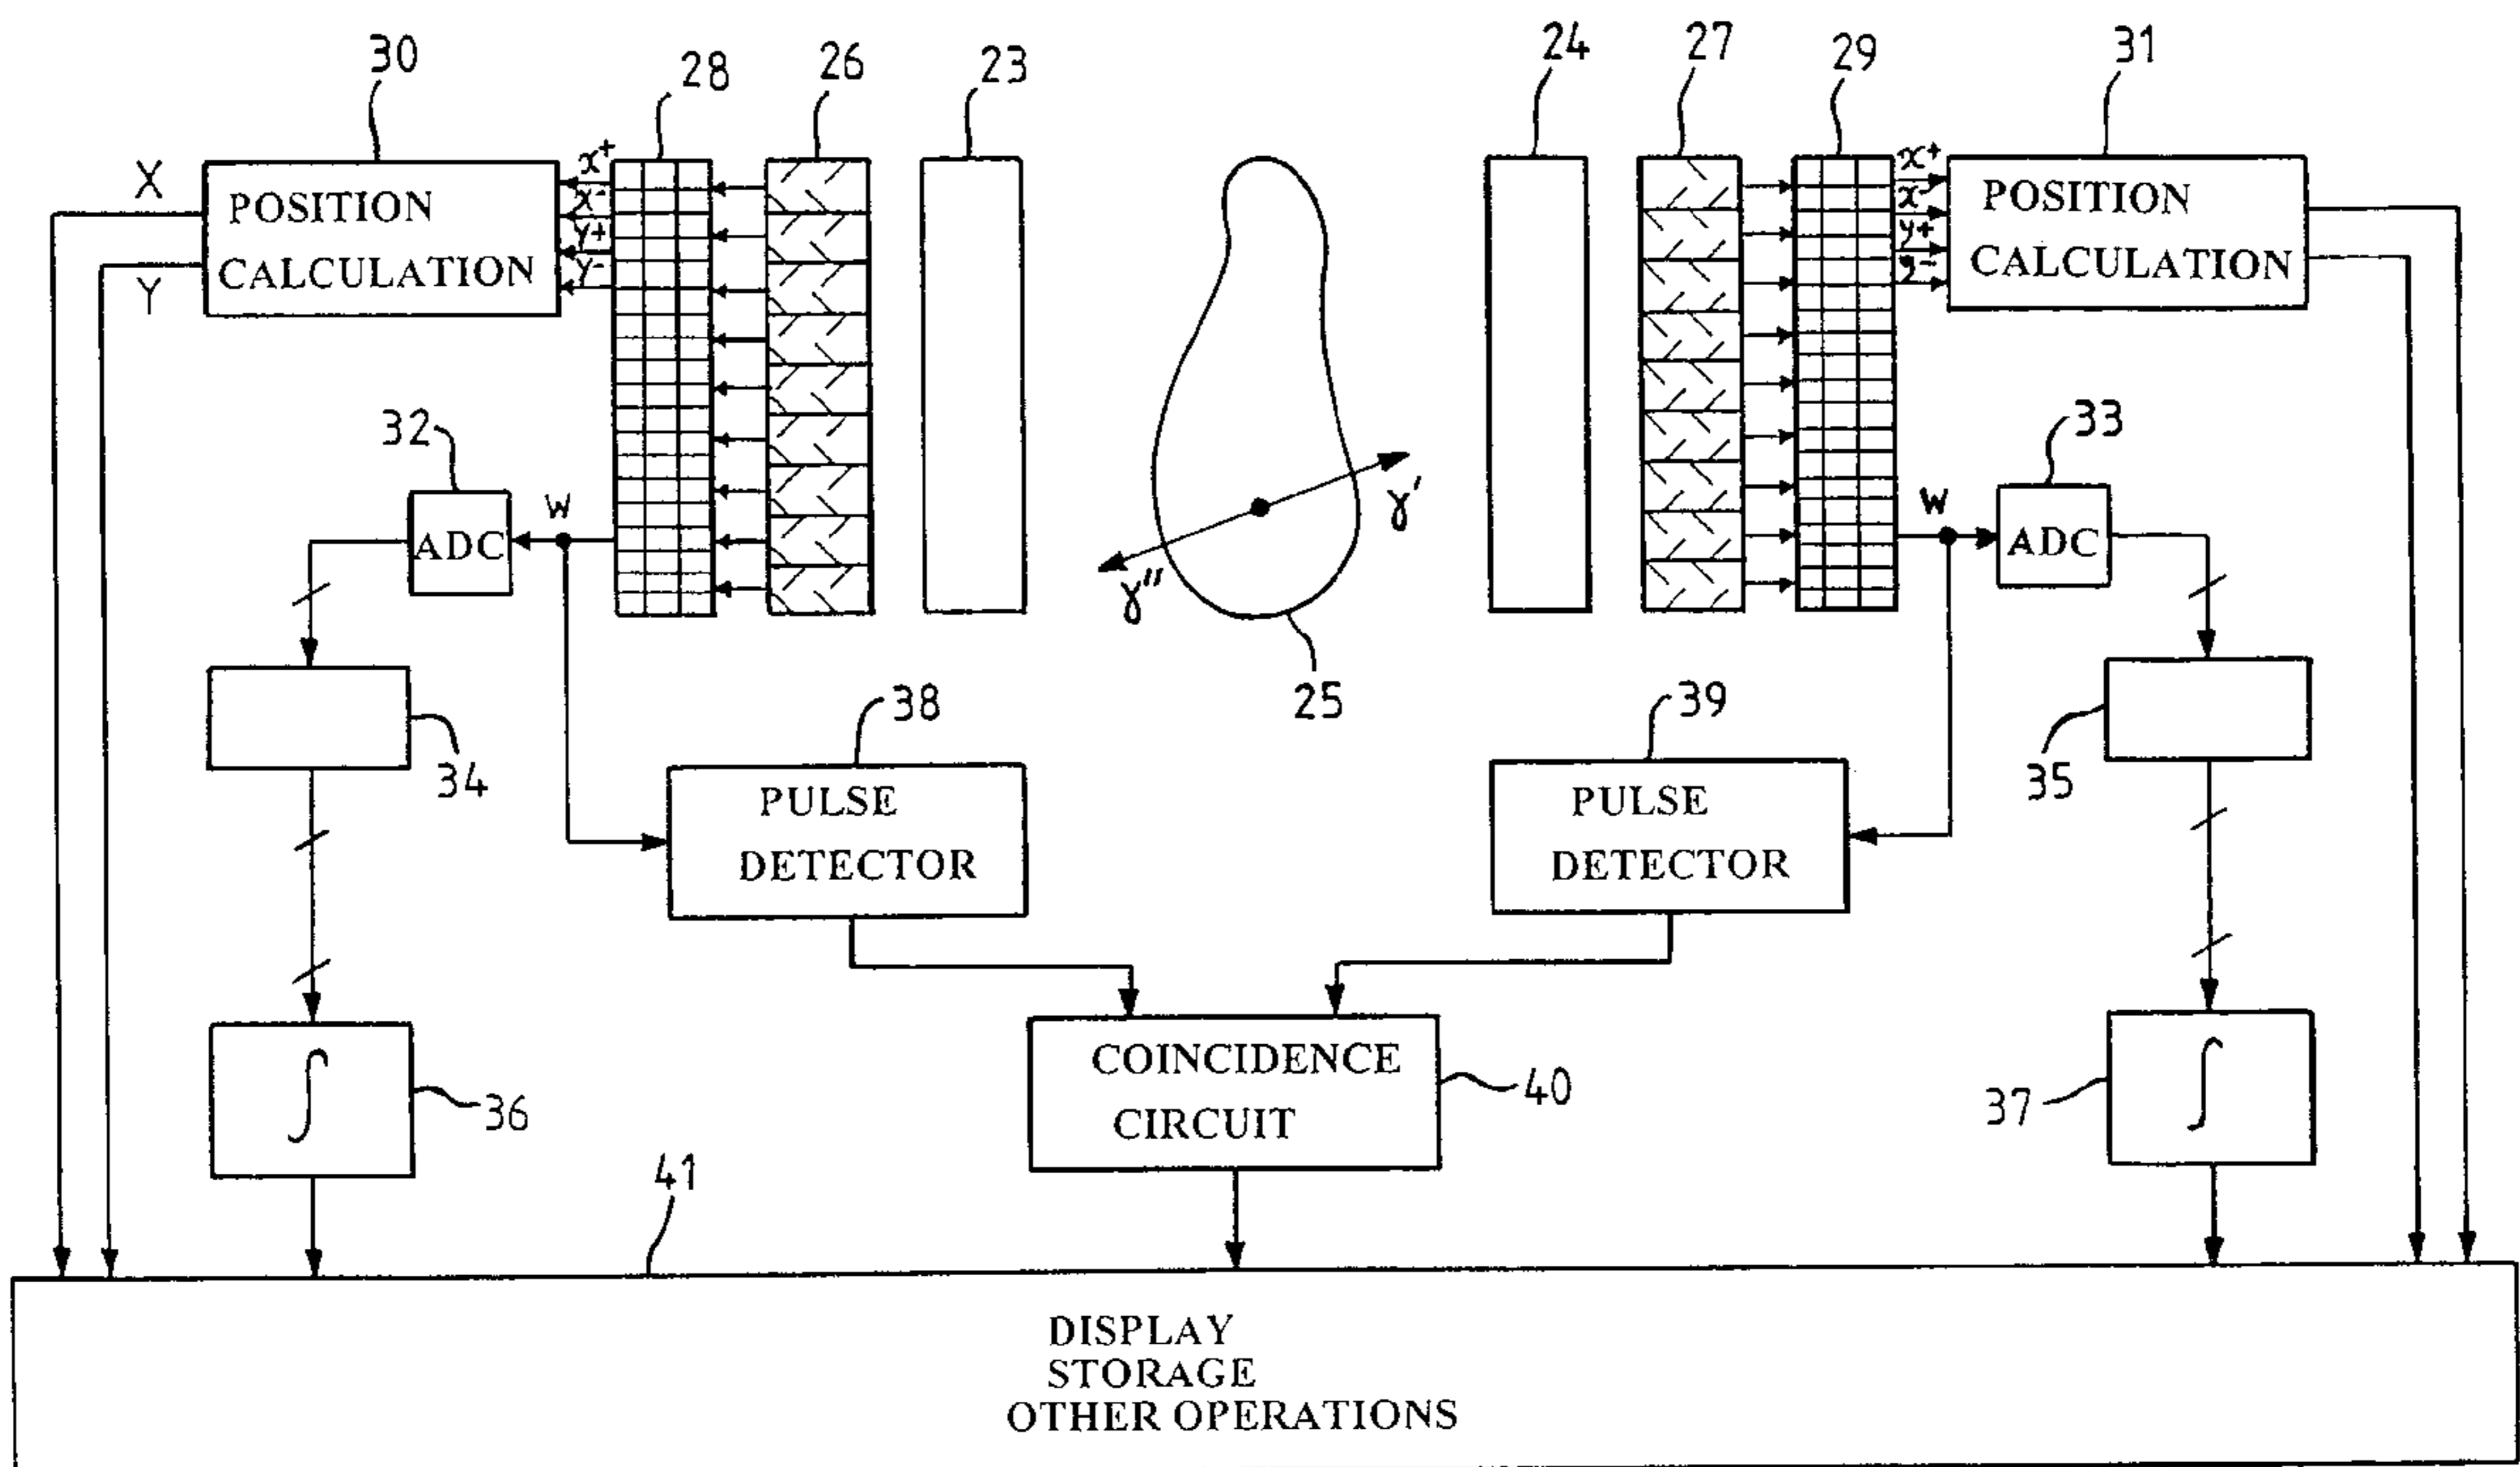 30
28
26
23
24
27
29
31
X
Y
POSITION
CALCULATION
x+
x-
y+
y-
x+
x-
y+
y-
POSITION
CALCULATION
32
ADC
W
γ'
γ"
25
W
33
ADC
34
38
PULSE
DETECTOR
39
PULSE
DETECTOR
35
36
∫
COINCIDENCE
CIRCUIT
40
37
∫
41
DISPLAY
STORAGE
OTHER OPERATIONS